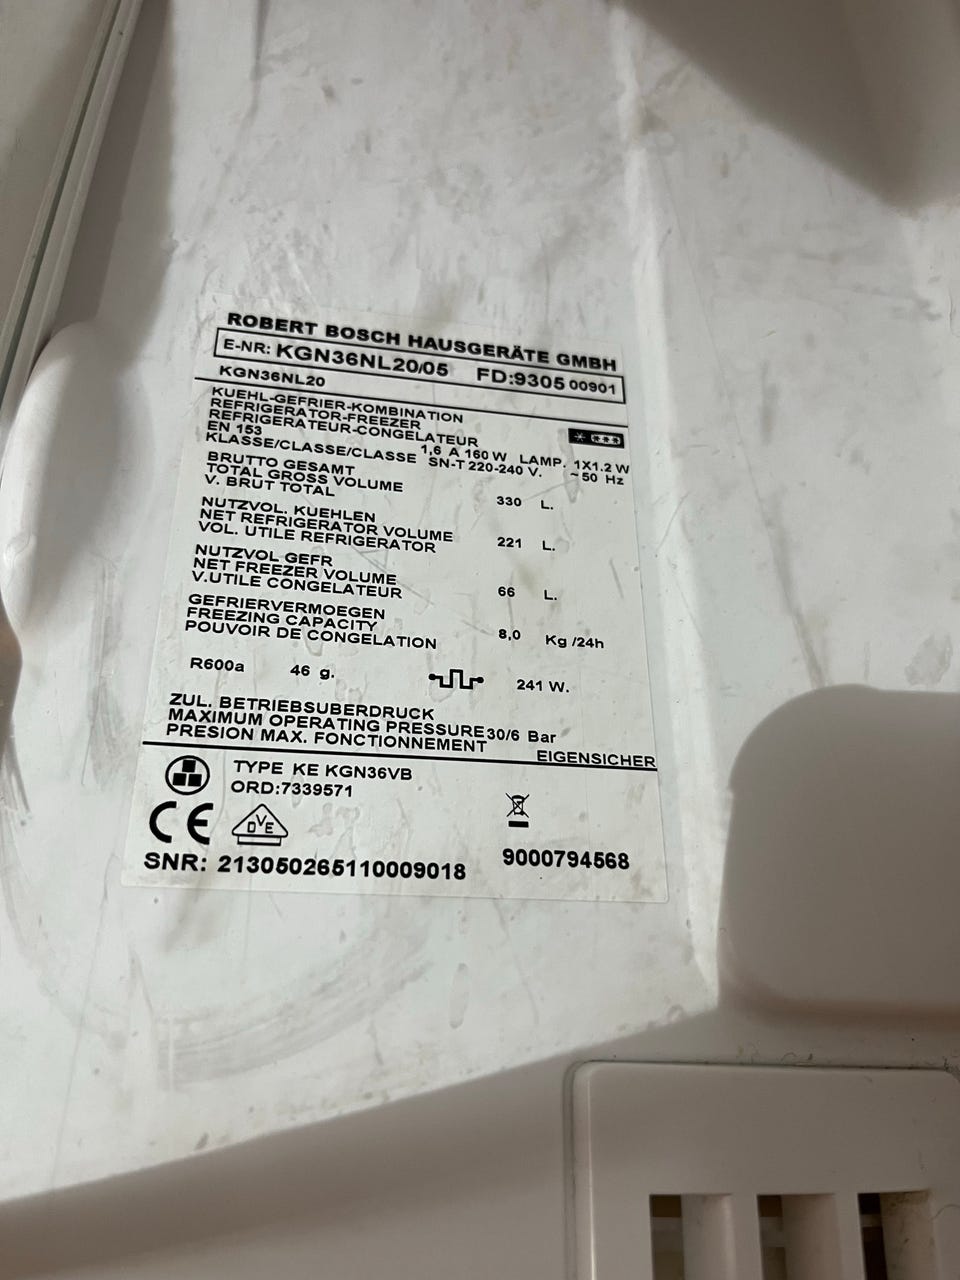 ROBERT BOSCH HAUSGERÄTE GMBH
E-NR: KGN36NL20/05 FD:9305 00901
KGN36NL20
KUEHL-GEFRIER-KOMBINATION
REFRIGERATOR-FREEZER
REFRIGERATEUR-CONGELATEUR
EN 153 1,6 A 160 W LAMP. 1X1.2 W
KLASSE/CLASSE/CLASSE SN-T 220-240 V. ~50 Hz
BRUTTO GESAMT
TOTAL GROSS VOLUME 330 L.
V. BRUT TOTAL
NUTZVOL. KUEHLEN
NET REFRIGERATOR VOLUME 221 L.
VOL. UTILE REFRIGERATOR
NUTZVOL GEFR
NET FREEZER VOLUME 66 L.
V.UTILE CONGELATEUR
GEFRIERVERMOEGEN
FREEZING CAPACITY 8,0 Kg /24h
POUVOIR DE CONGELATION
R600a 46 g. 241 W.
ZUL. BETRIEBSUBERDRUCK
MAXIMUM OPERATING PRESSURE 30/6 Bar
PRESION MAX. FONCTIONNEMENT
EIGENSICHER
TYPE KE KGN36VB
ORD:7339571
CE DVE
SNR: 213050265110009018 9000794568